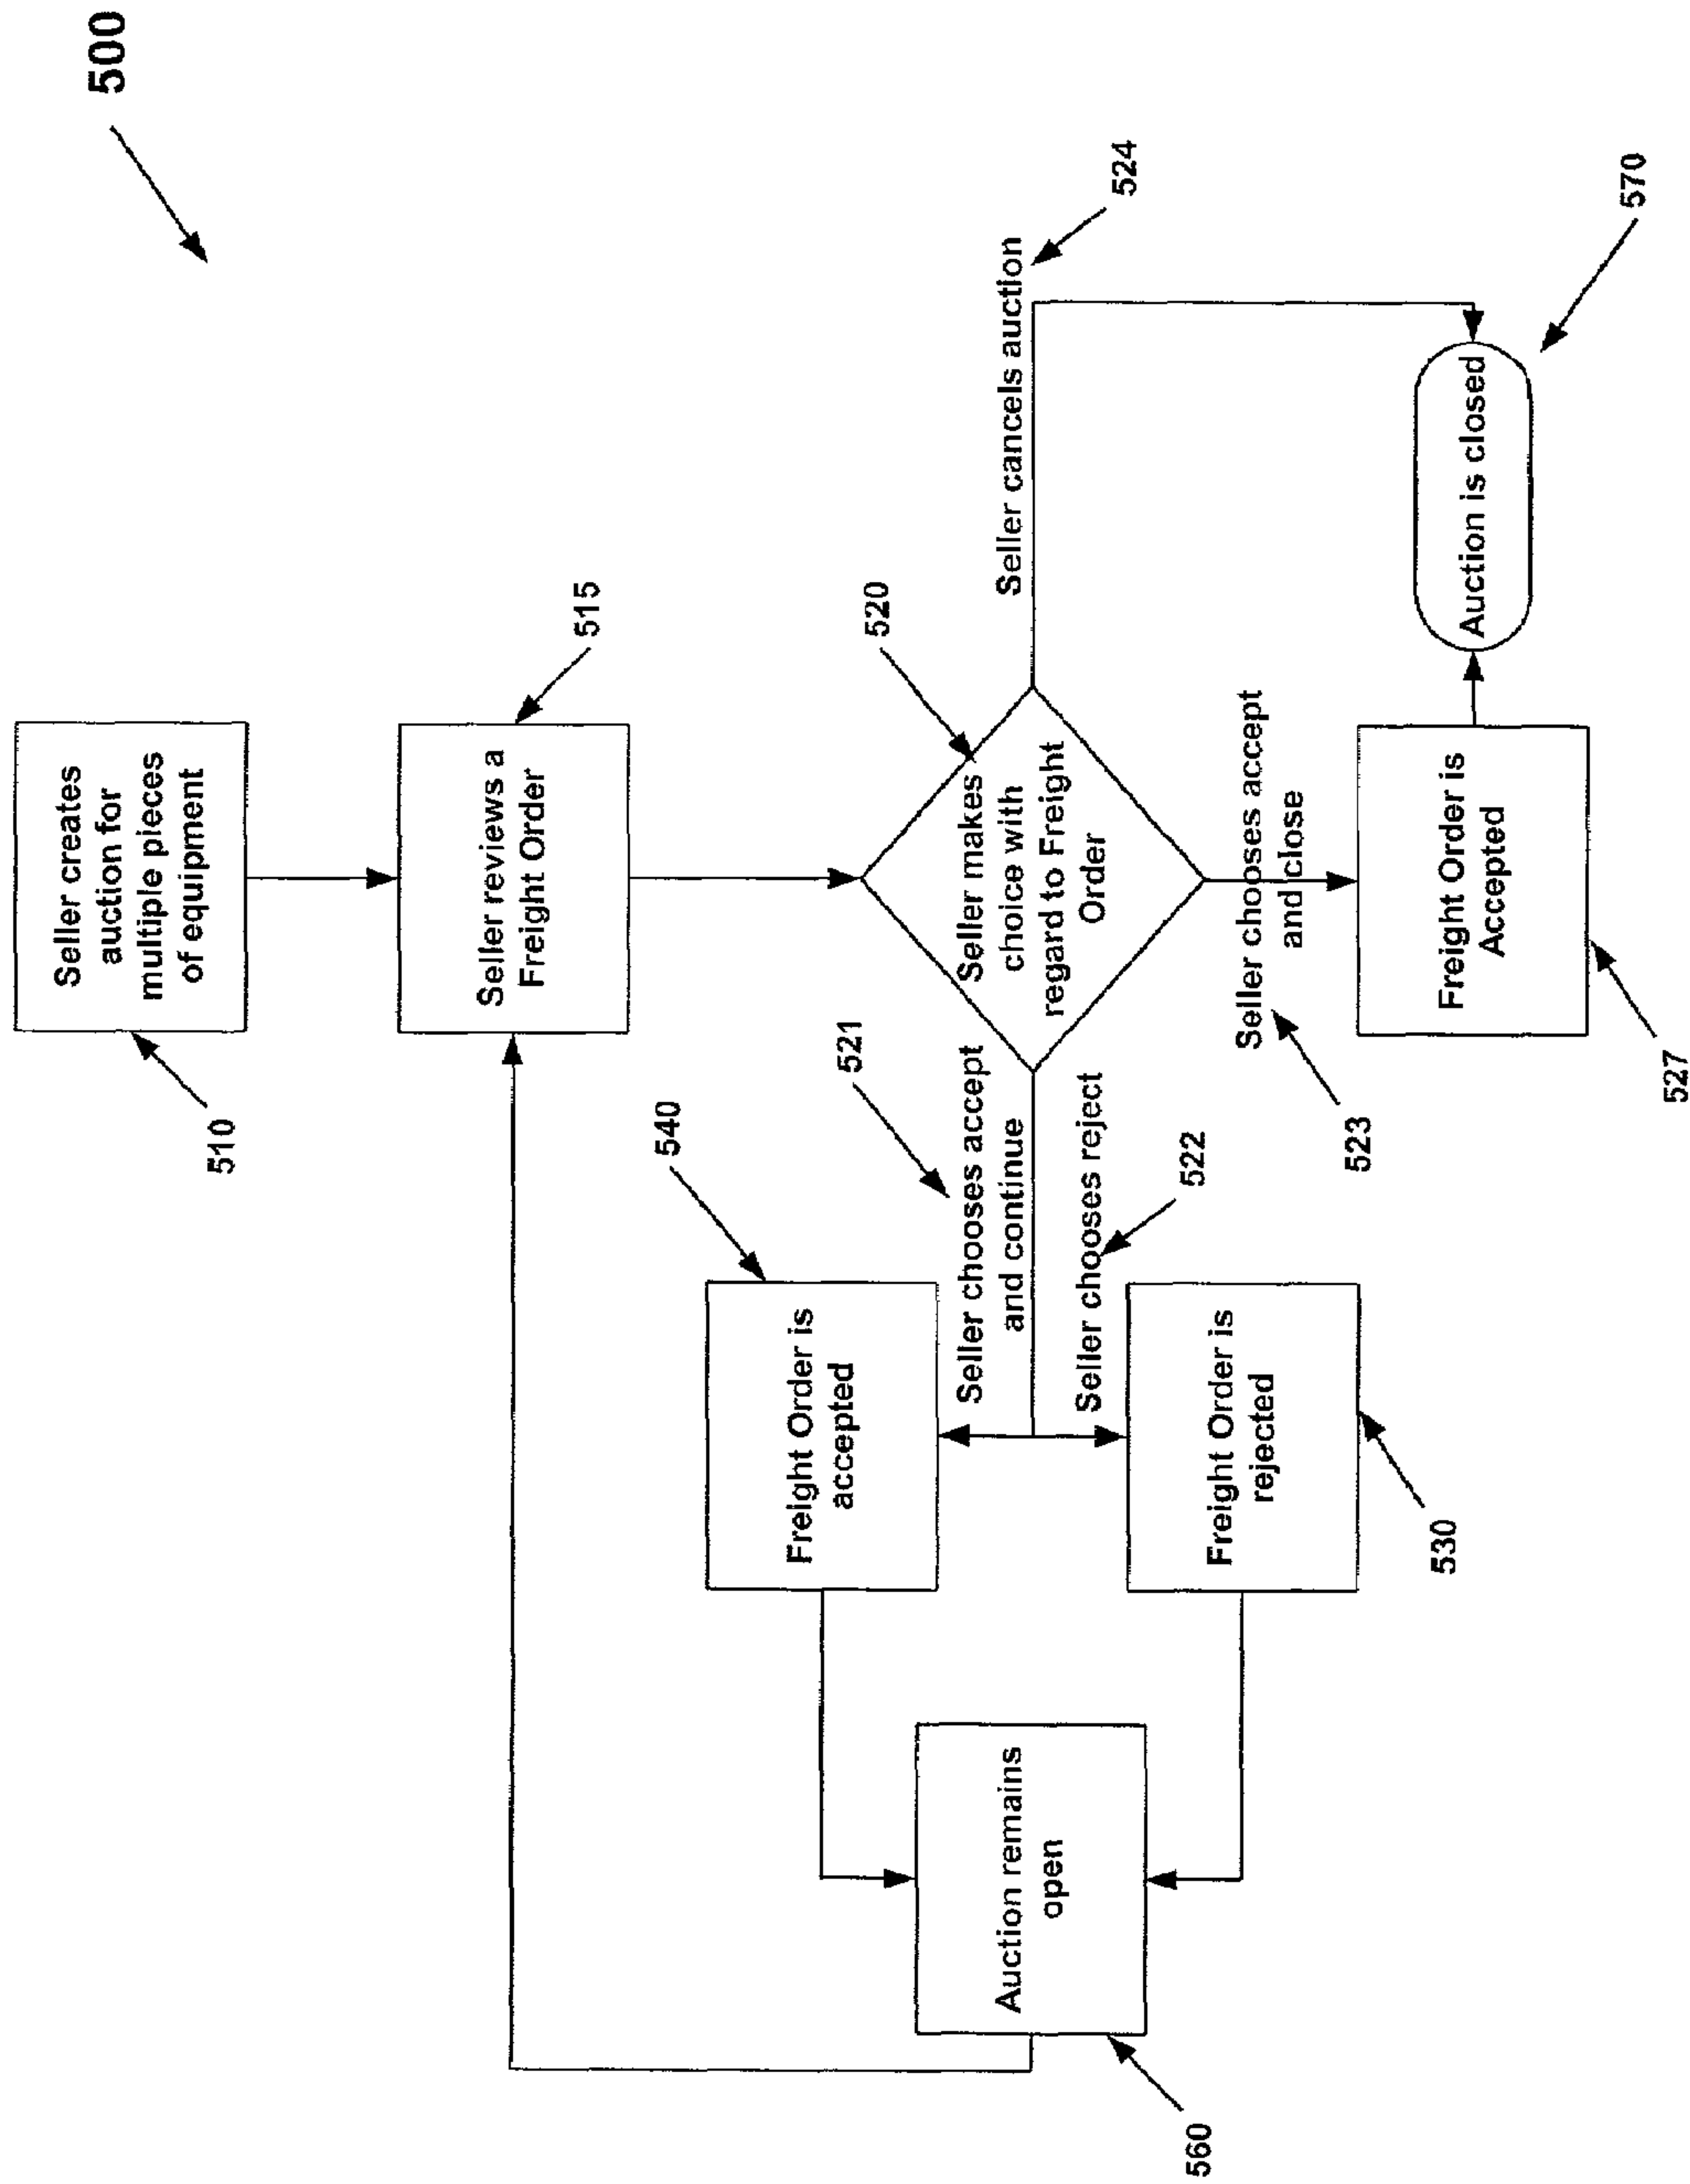 500
Seller creates
auction for
multiple pieces
of equipment
510
Seller reviews a
Freight Order
515
Seller makes
choice with
regard to Freight
Order
520
Seller chooses accept
and continue
521
Seller chooses reject
522
Seller cancels auction
524
540
Freight Order is
accepted
Freight Order is
rejected
530
Seller chooses accept
and close
523
Freight Order is
Accepted
527
Auction is closed
570
Auction remains
open
560